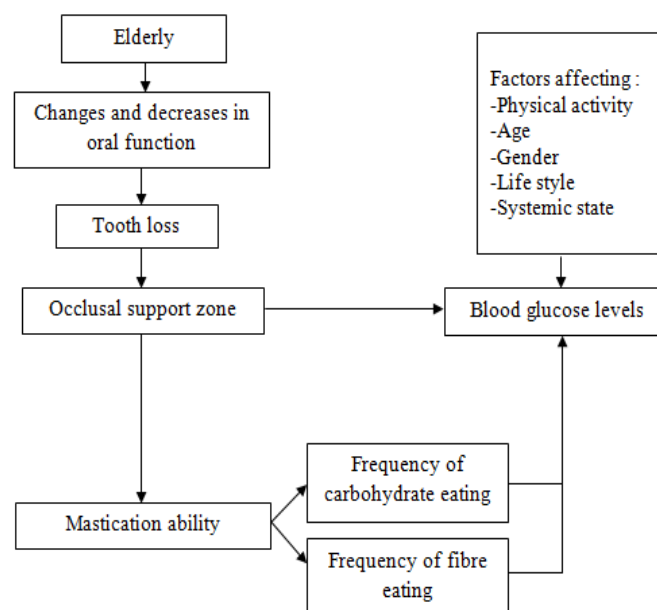 Elderly
Changes and decreases in
oral function
Tooth loss
Occlusal support zone
Mastication ability
Factors affecting :
-Physical activity
-Age
-Gender
-Life style
-Systemic state
Blood glucose levels
Frequency of
carbohydrate eating
Frequency of fibre
eating